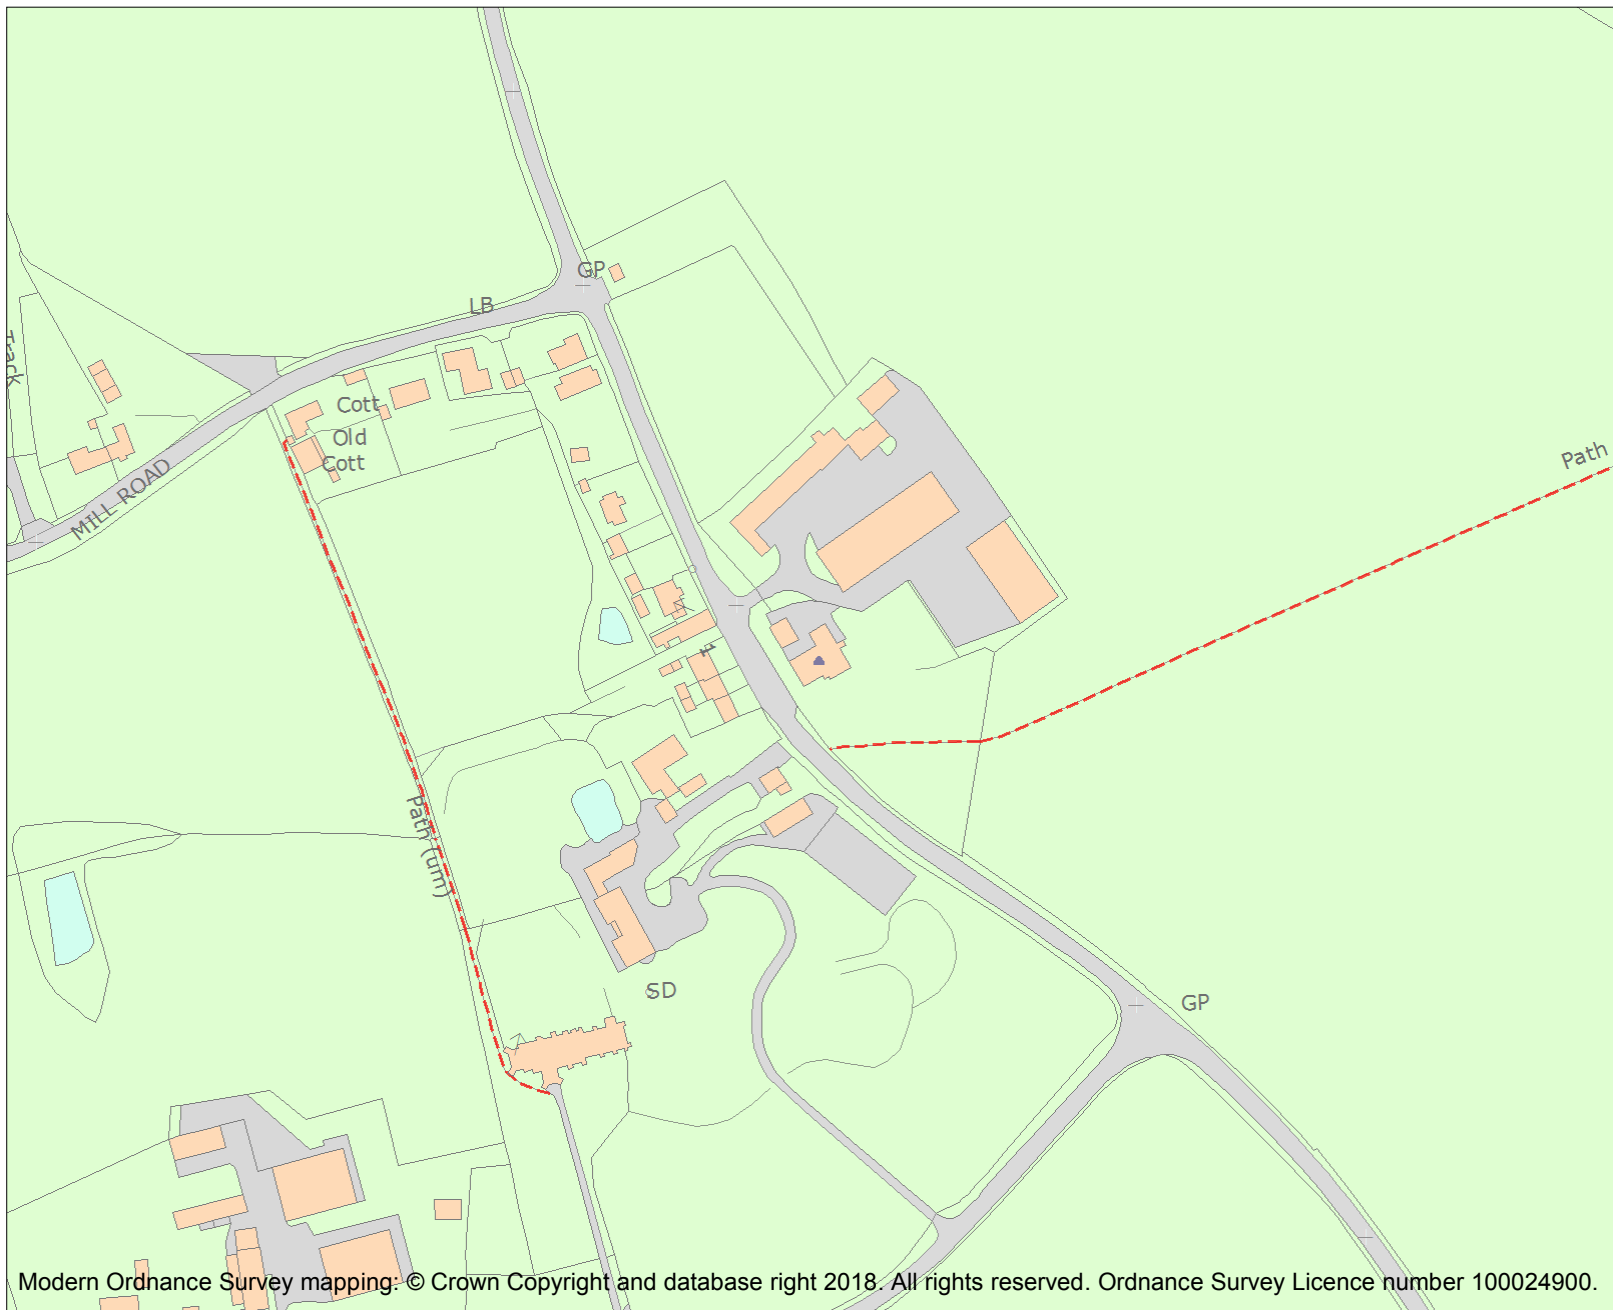 GP
LB
Track
Cott
Old
Cott
Path
MILL ROAD
1
Path (um)
SD
GP
Modern Ordnance Survey mapping: © Crown Copyright and database right 2018. All rights reserved. Ordnance Survey Licence number 100024900.